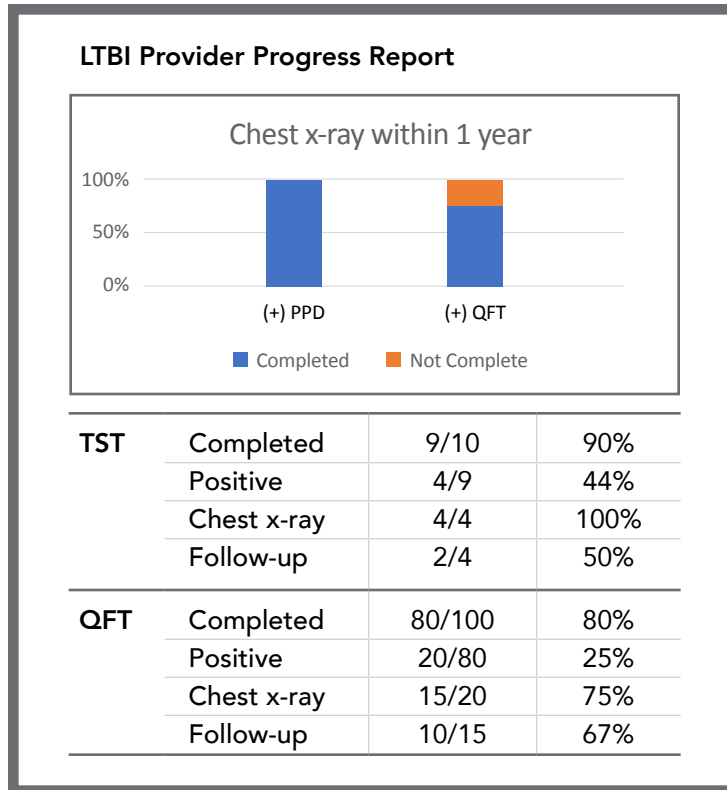 LTBI Provider Progress Report
Chest x-ray within 1 year
100%
50%
0%
(+) PPD (+) QFT
Completed Not Complete
TST Completed 9/10 90%
Positive 4/9 44%
Chest x-ray 4/4 100%
Follow-up 2/4 50%
QFT Completed 80/100 80%
Positive 20/80 25%
Chest x-ray 15/20 75%
Follow-up 10/15 67%